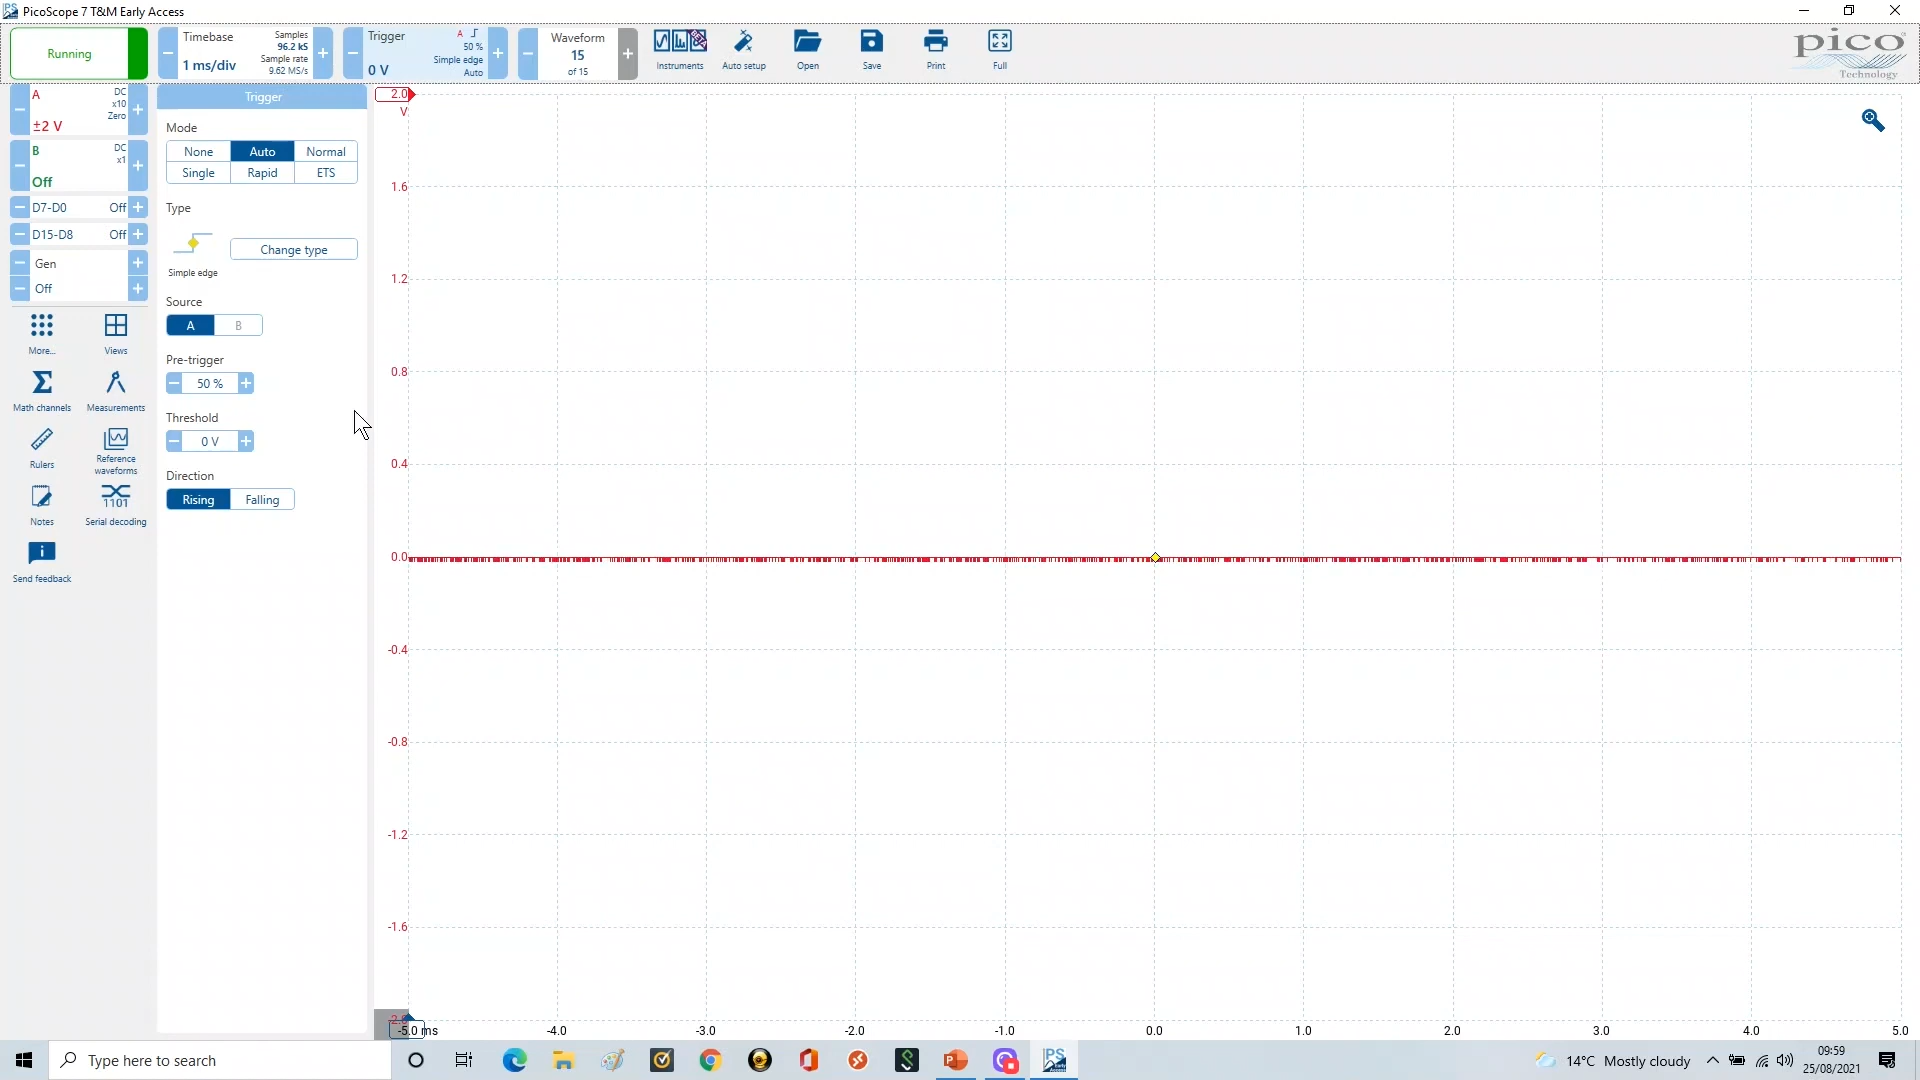 PicoScope 7 T&M Early Access
Running
Timebase
1 ms/div
Samples
96.2 kS
Sample rate
9.62 MS/s
Trigger
0 V
A
50 %
Simple edge
Auto
Waveform
15
of 15
Instruments
Auto setup
Open
Save
Print
Full
pico
Technology
A
±2 V
DC
x10
Zero
B
Off
DC
x1
D7-D0 Off
D15-D8 Off
Gen
Off
More...
Views
Math channels
Measurements
Rulers
Reference
waveforms
Notes
1101
Serial decoding
Send feedback
Trigger
Mode
None Auto Normal
Single Rapid ETS
Type
Simple edge
Change type
Source
A B
Pre-trigger
50 %
Threshold
0 V
Direction
Rising Falling
2.0
V
1.6
1.2
0.8
0.4
0.0
-0.4
-0.8
-1.2
-1.6
-2.0
-5.0 ms -4.0 -3.0 -2.0 -1.0 0.0 1.0 2.0 3.0 4.0 5.0
Type here to search
14°C Mostly cloudy
09:59
25/08/2021